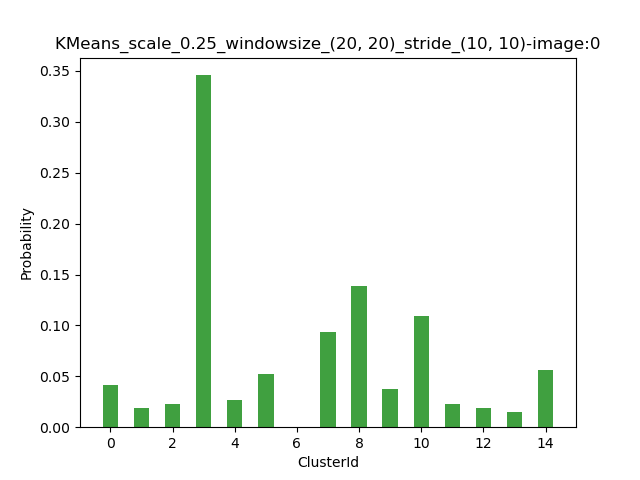 KMeans_scale_0.25_windowsize_(20, 20)_stride_(10, 10)-image:0
0.35
0.30
0.25
0.20
0.15
0.10
0.05
0.00
Probability
0 2 4 6 8 10 12 14
ClusterId